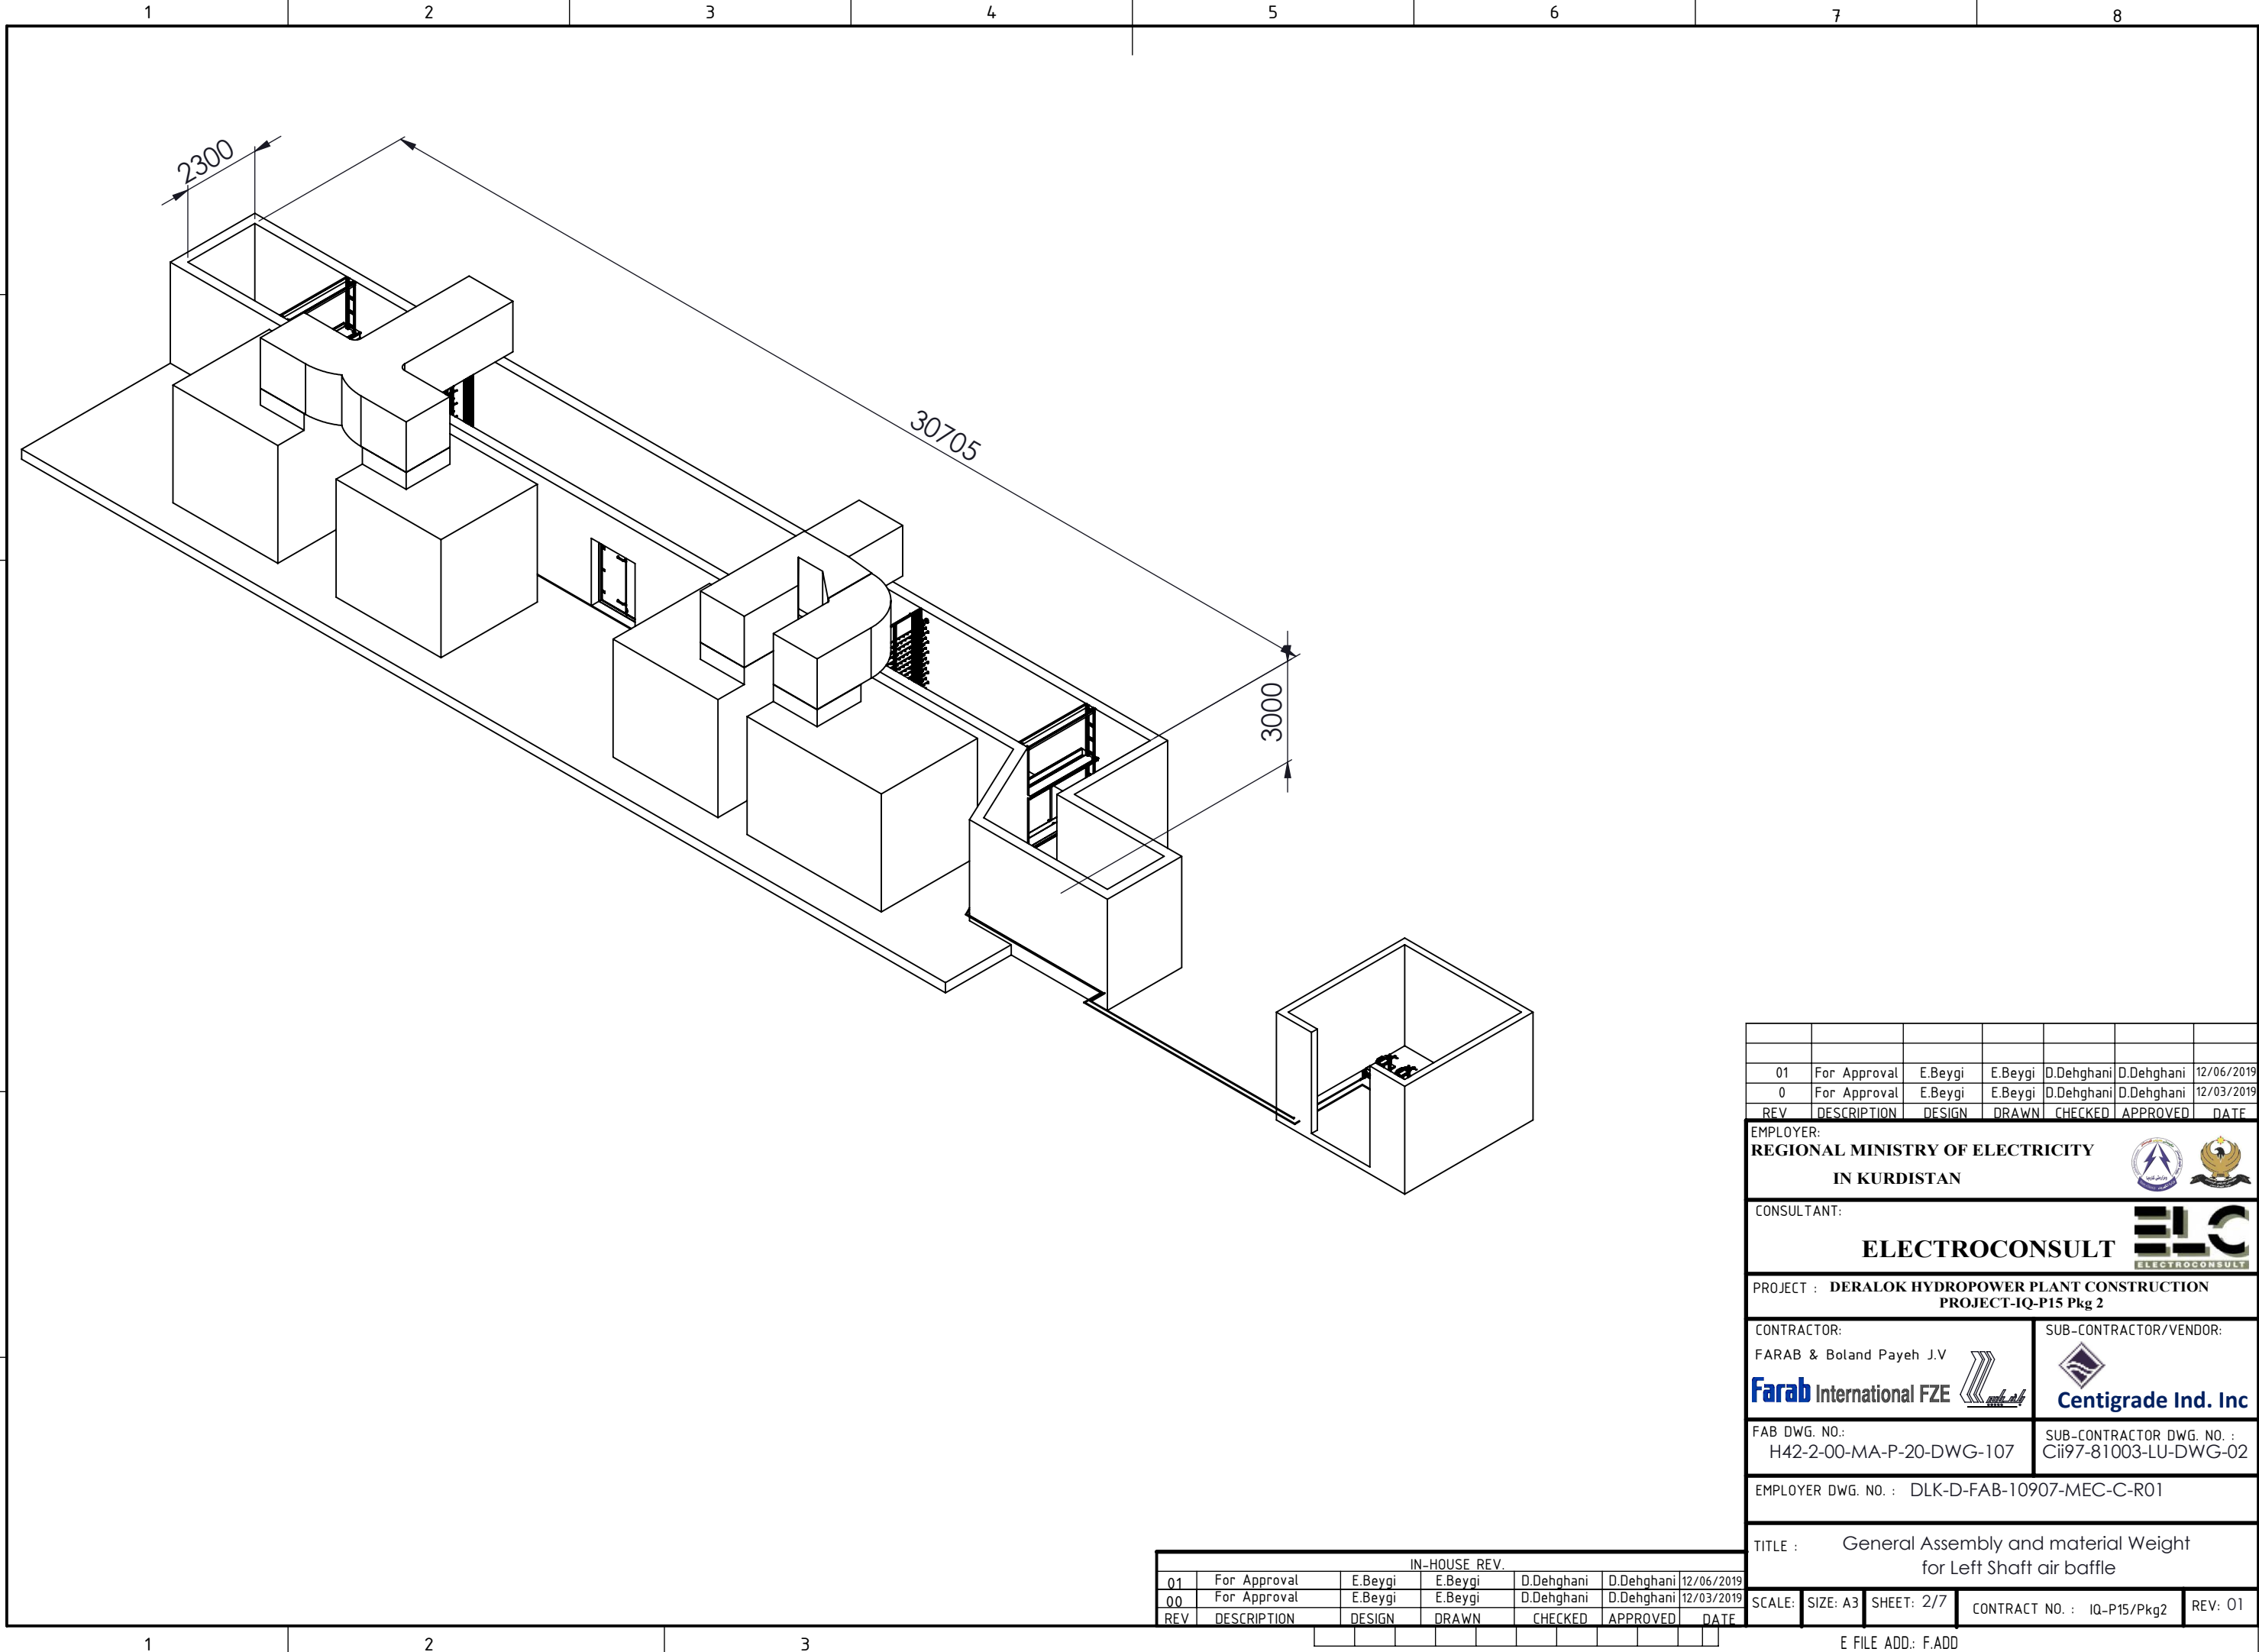 1 2 3 4 5 6 7 8
2300
30705
3000
01 For Approval E.Beygi E.Beygi D.Dehghani D.Dehghani 12/06/2019
0 For Approval E.Beygi E.Beygi D.Dehghani D.Dehghani 12/03/2019
REV DESCRIPTION DESIGN DRAWN CHECKED APPROVED DATE
EMPLOYER:
REGIONAL MINISTRY OF ELECTRICITY
IN KURDISTAN
CONSULTANT:
ELECTROCONSULT
ELC
ELECTROCONSULT
PROJECT : DERALOK HYDROPOWER PLANT CONSTRUCTION
PROJECT-IQ-P15 Pkg 2
CONTRACTOR:
FARAB & Boland Payeh J.V
Farab International FZE
SUB-CONTRACTOR/VENDOR:
Centigrade Ind. Inc
FAB DWG. NO.:
H42-2-00-MA-P-20-DWG-107
SUB-CONTRACTOR DWG. NO. :
Cii97-81003-LU-DWG-02
EMPLOYER DWG. NO. : DLK-D-FAB-10907-MEC-C-R01
TITLE : General Assembly and material Weight
for Left Shaft air baffle
SCALE: SIZE: A3 SHEET: 2/7 CONTRACT NO. : IQ-P15/Pkg2 REV: 01
IN-HOUSE REV.
01 For Approval E.Beygi E.Beygi D.Dehghani D.Dehghani 12/06/2019
00 For Approval E.Beygi E.Beygi D.Dehghani D.Dehghani 12/03/2019
REV DESCRIPTION DESIGN DRAWN CHECKED APPROVED DATE
1 2 3
E FILE ADD.: F.ADD